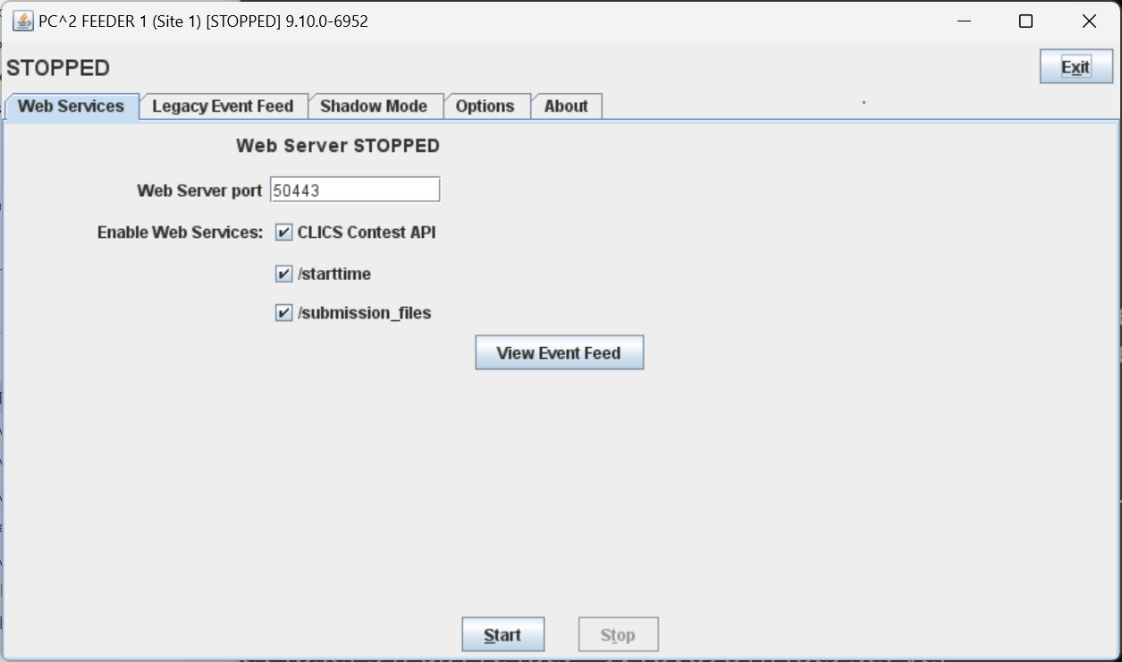 PC^2 FEEDER 1 (Site 1) [STOPPED] 9.10.0-6952
STOPPED
Exit
Web Services Legacy Event Feed Shadow Mode Options About
Web Server STOPPED
Web Server port 50443
Enable Web Services: CLICS Contest API
/starttime
/submission_files
View Event Feed
Start Stop